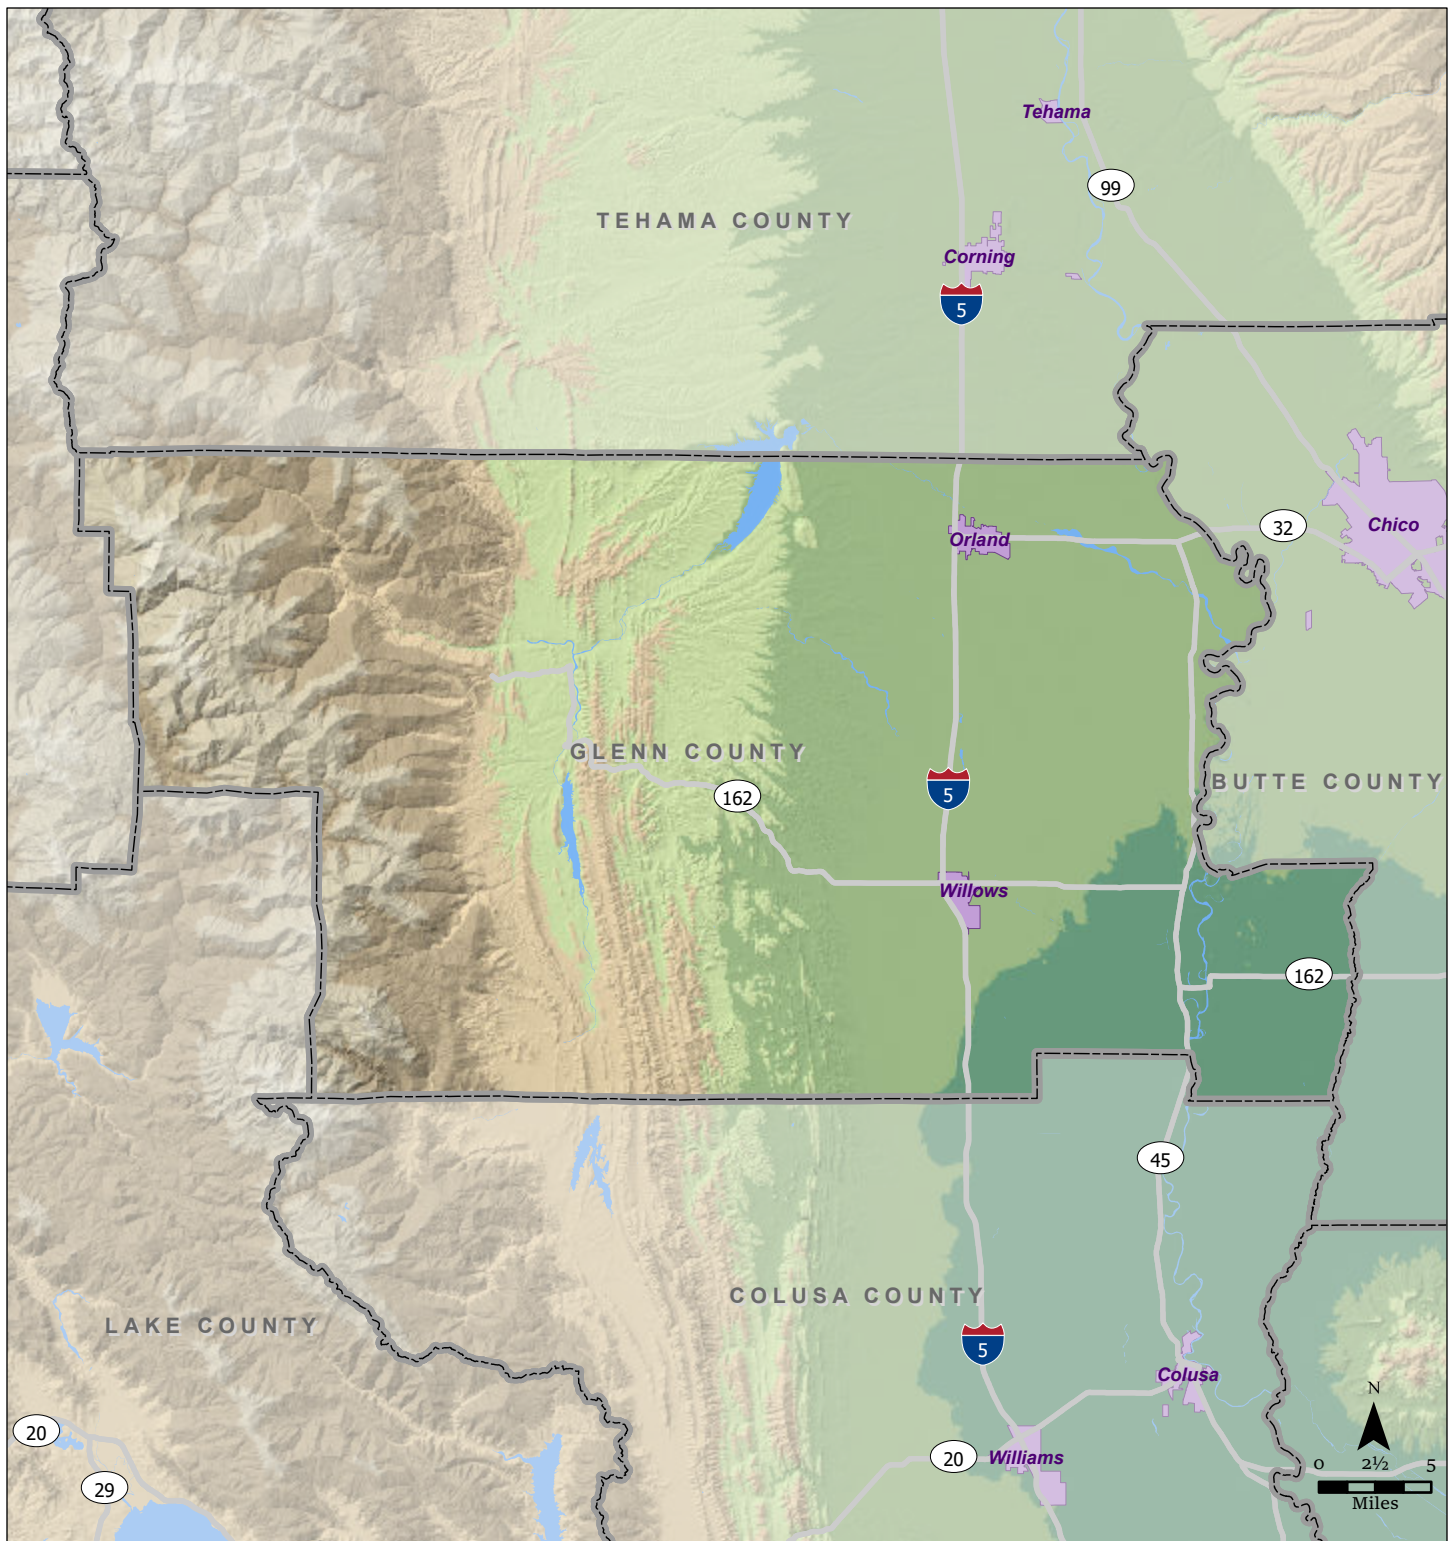 Tehama
99
TEHAMA COUNTY
Corning
5
Chico
32
Orland
GLENN COUNTY
BUTTE COUNTY
162
5
Willows
162
45
COLUSA COUNTY
LAKE COUNTY
5
Colusa
N
20
Williams
20
0 2½ 5
29
Miles